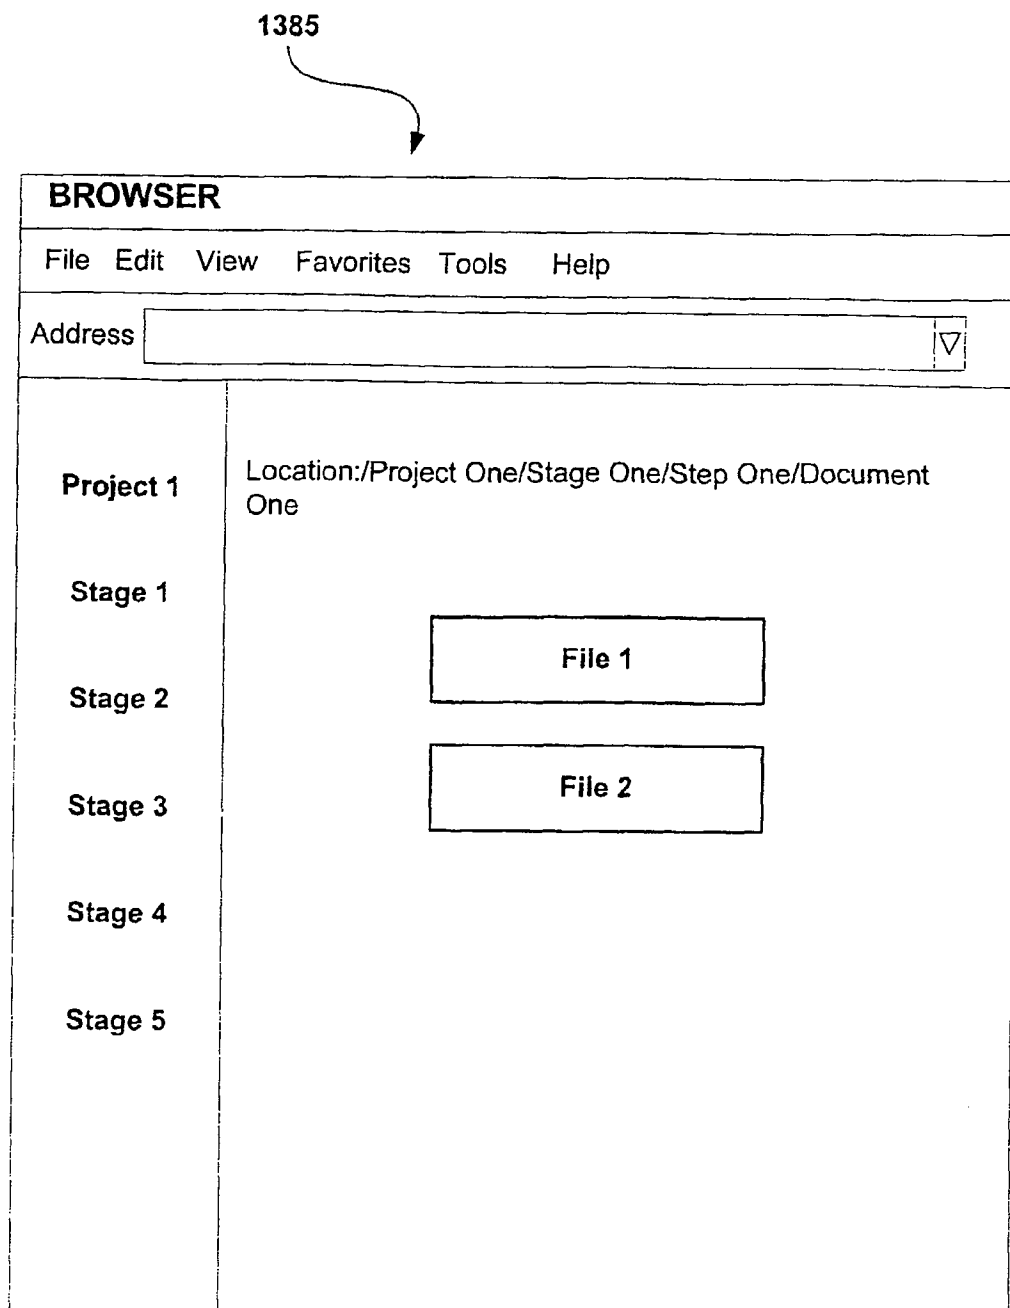 1385
BROWSER
File Edit View Favorites Tools Help
Address
Project 1
Stage 1
Stage 2
Stage 3
Stage 4
Stage 5
Location:/Project One/Stage One/Step One/Document
One
File 1
File 2